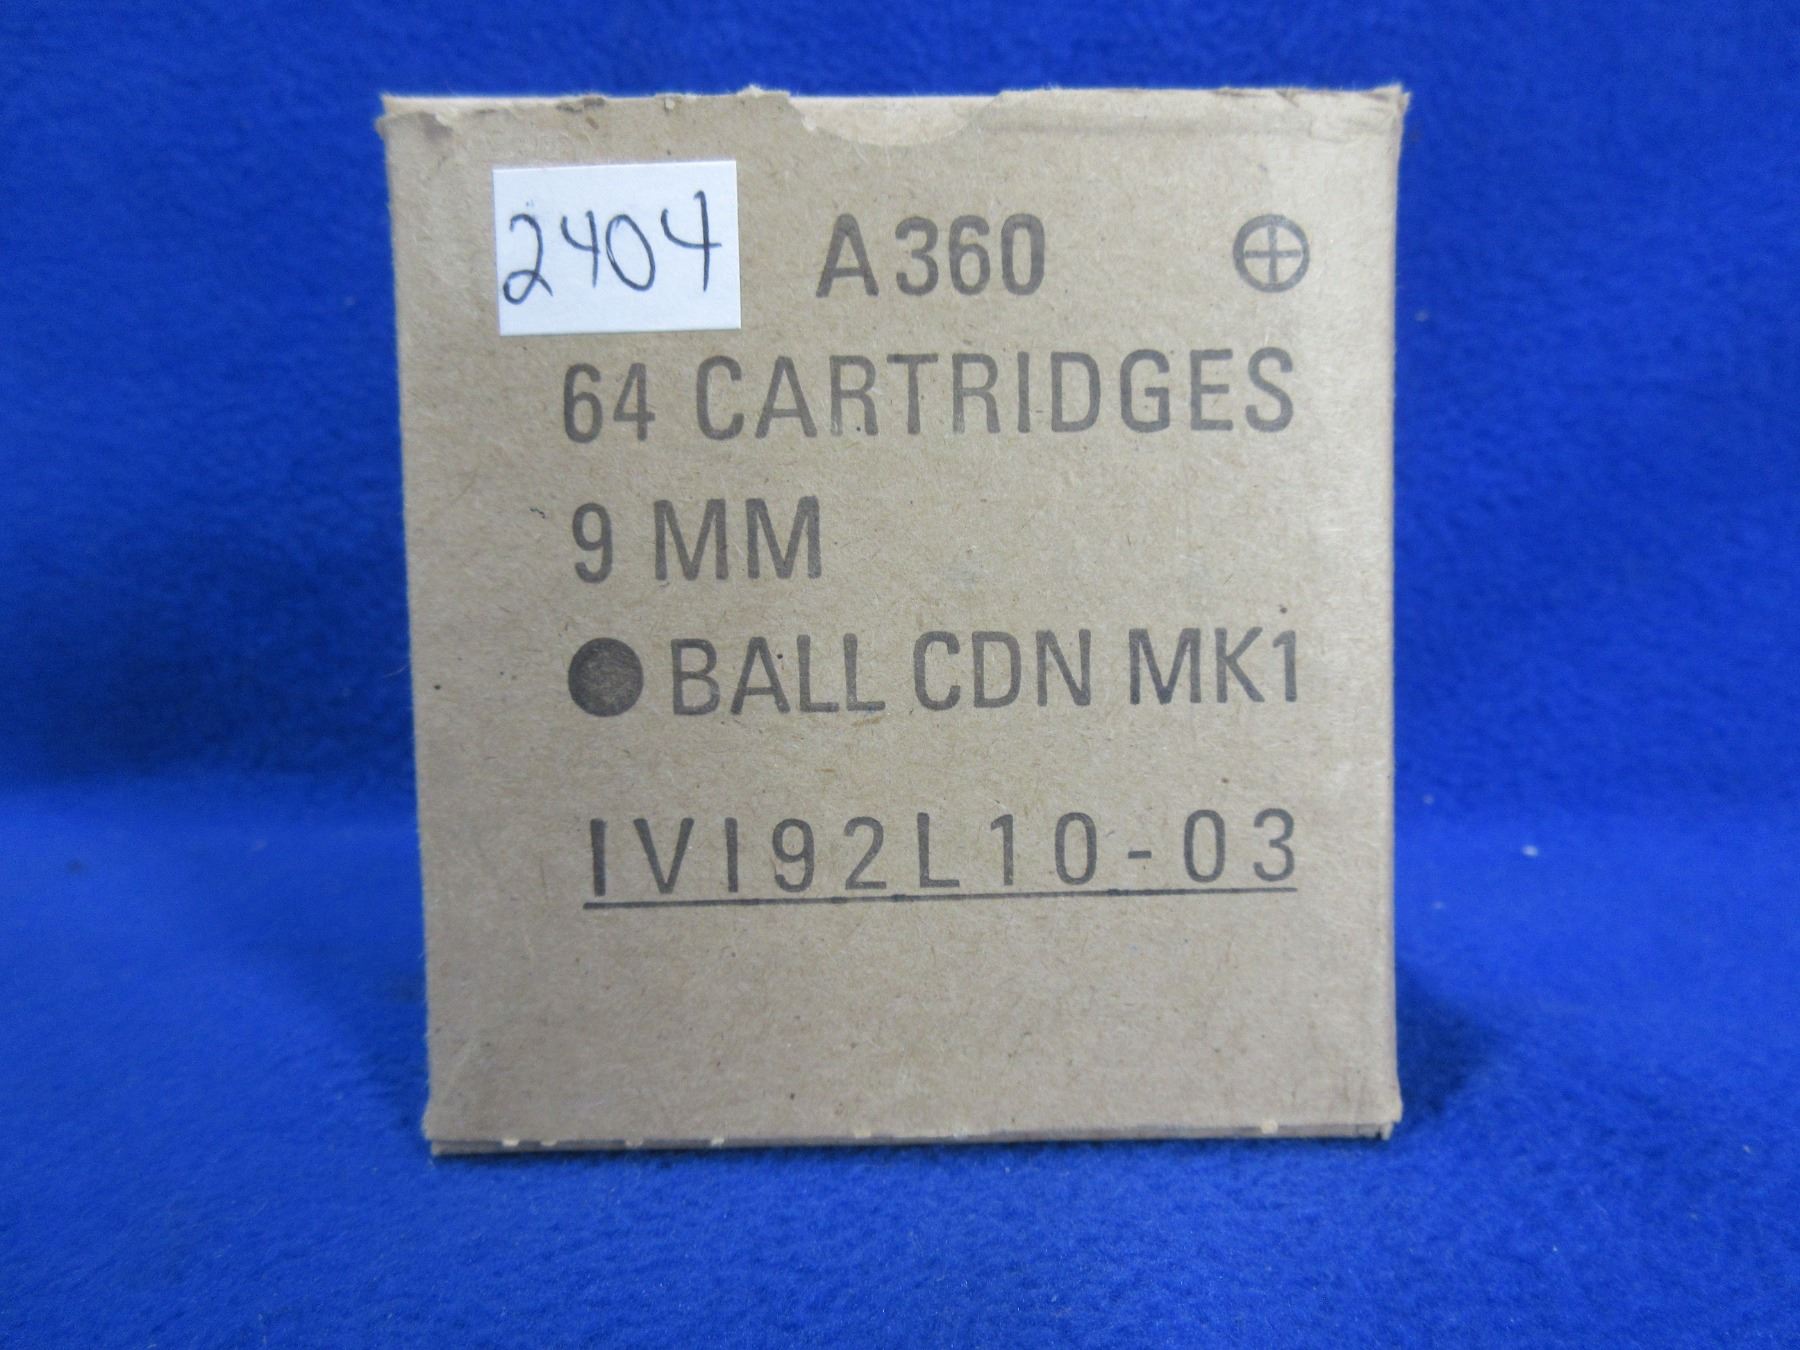 2404
A360 ⊕
64 CARTRIDGES
9 MM
● BALL CDN MK1
IVI92L10-03